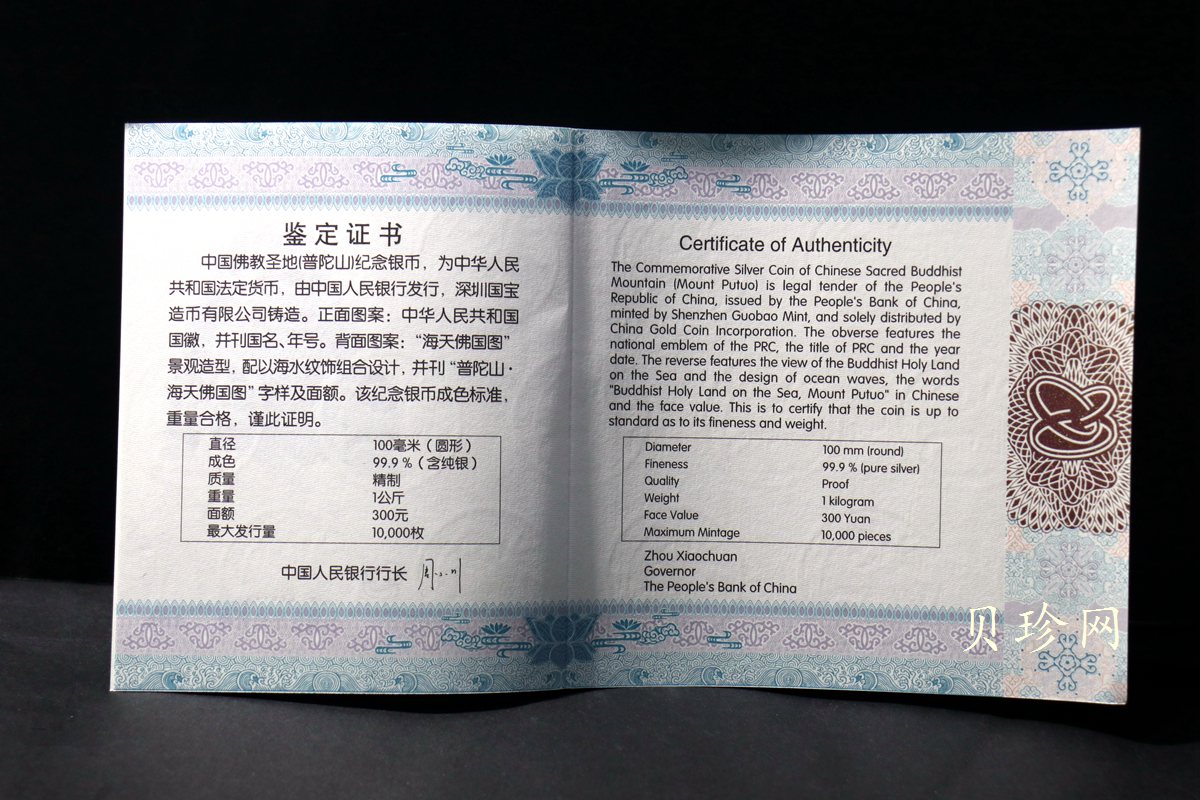 鉴定证书
中国佛教圣地(普陀山)纪念银币，为中华人民
共和国法定货币，由中国人民银行发行，深圳国宝
造币有限公司铸造。正面图案：中华人民共和国
国徽，并刊国名、年号。背面图案：“海天佛国图”
景观造型，配以海水纹饰组合设计，并刊“普陀山·
海天佛国图”字样及面额。该纪念银币成色标准，
重量合格，谨此证明。
直径 100毫米（圆形）
成色 99.9 %（含纯银）
质量 精制
重量 1公斤
面额 300元
最大发行量 10,000枚
中国人民银行行长
Certificate of Authenticity
The Commemorative Silver Coin of Chinese Sacred Buddhist
Mountain (Mount Putuo) is legal tender of the People's
Republic of China, issued by the People's Bank of China,
minted by Shenzhen Guobao Mint, and solely distributed by
China Gold Coin Incorporation. The obverse features the
national emblem of the PRC, the title of PRC and the year
date. The reverse features the view of the Buddhist Holy Land
on the Sea and the design of ocean waves, the words
"Buddhist Holy Land on the Sea, Mount Putuo" in Chinese
and the face value. This is to certify that the coin is up to
standard as to its fineness and weight.
Diameter 100 mm (round)
Fineness 99.9 % (pure silver)
Quality Proof
Weight 1 kilogram
Face Value 300 Yuan
Maximum Mintage 10,000 pieces
Zhou Xiaochuan
Governor
The People's Bank of China
贝珍网